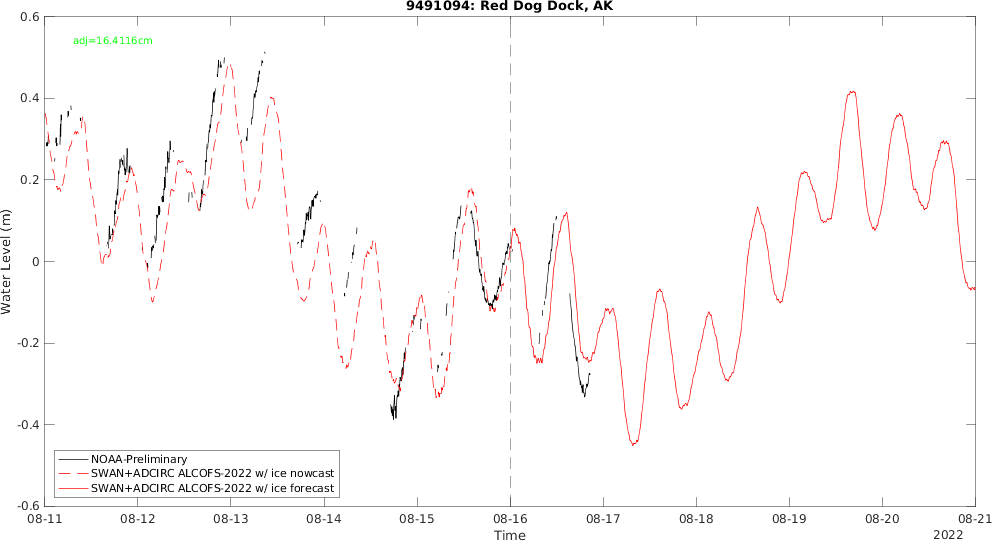 9491094: Red Dog Dock, AK
adj=16.4116cm
Water Level (m)
0.6
0.4
0.2
0
-0.2
-0.4
-0.6
NOAA-Preliminary
SWAN+ADCIRC ALCOFS-2022 w/ ice nowcast
SWAN+ADCIRC ALCOFS-2022 w/ ice forecast
08-11 08-12 08-13 08-14 08-15 08-16 08-17 08-18 08-19 08-20 08-21
Time
2022